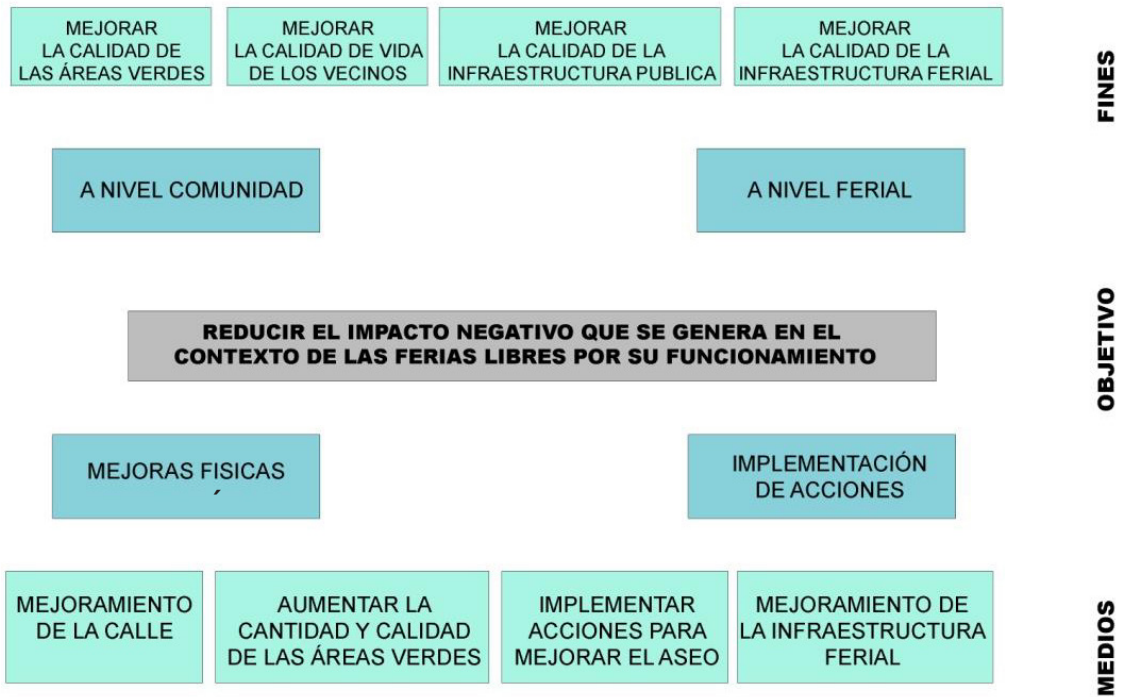 MEJORAR
LA CALIDAD DE
LAS ÁREAS VERDES
MEJORAR
LA CALIDAD DE VIDA
DE LOS VECINOS
MEJORAR
LA CALIDAD DE LA
INFRAESTRUCTURA PUBLICA
MEJORAR
LA CALIDAD DE LA
INFRAESTRUCTURA FERIAL
FINES
A NIVEL COMUNIDAD
A NIVEL FERIAL
REDUCIR EL IMPACTO NEGATIVO QUE SE GENERA EN EL
CONTEXTO DE LAS FERIAS LIBRES POR SU FUNCIONAMIENTO
OBJETIVO
MEJORAS FISICAS
´
IMPLEMENTACIÓN
DE ACCIONES
MEJORAMIENTO
DE LA CALLE
AUMENTAR LA
CANTIDAD Y CALIDAD
DE LAS ÁREAS VERDES
IMPLEMENTAR
ACCIONES PARA
MEJORAR EL ASEO
MEJORAMIENTO DE
LA INFRAESTRUCTURA
FERIAL
MEDIOS